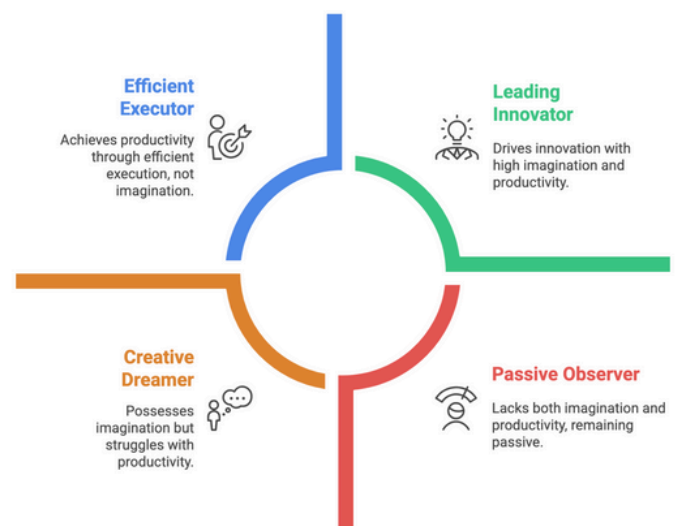 Efficient
Executor
Achieves productivity
through efficient
execution, not
imagination.
Leading
Innovator
Drives innovation with
high imagination and
productivity.
Creative
Dreamer
Possesses
imagination but
struggles with
productivity.
Passive Observer
Lacks both imagination and
productivity, remaining
passive.